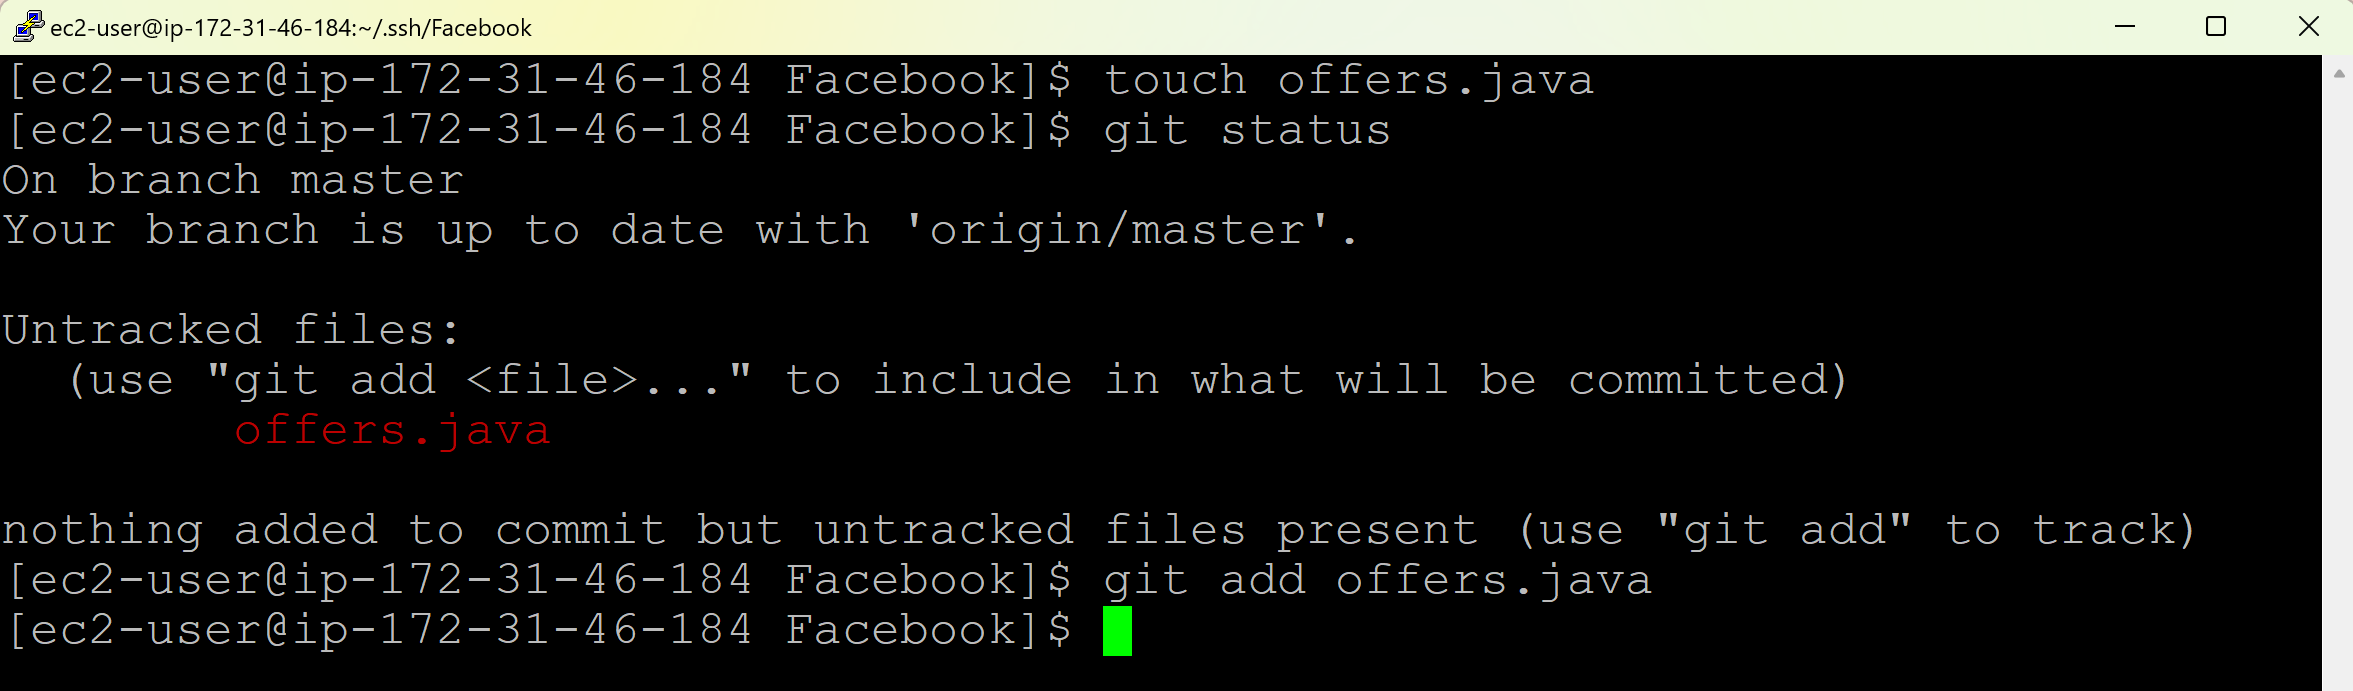 ec2-user@ip-172-31-46-184:~/.ssh/Facebook
[ec2-user@ip-172-31-46-184 Facebook]$ touch offers.java
[ec2-user@ip-172-31-46-184 Facebook]$ git status
On branch master
Your branch is up to date with 'origin/master'.
Untracked files:
  (use "git add <file>..." to include in what will be committed)
        offers.java
nothing added to commit but untracked files present (use "git add" to track)
[ec2-user@ip-172-31-46-184 Facebook]$ git add offers.java
[ec2-user@ip-172-31-46-184 Facebook]$